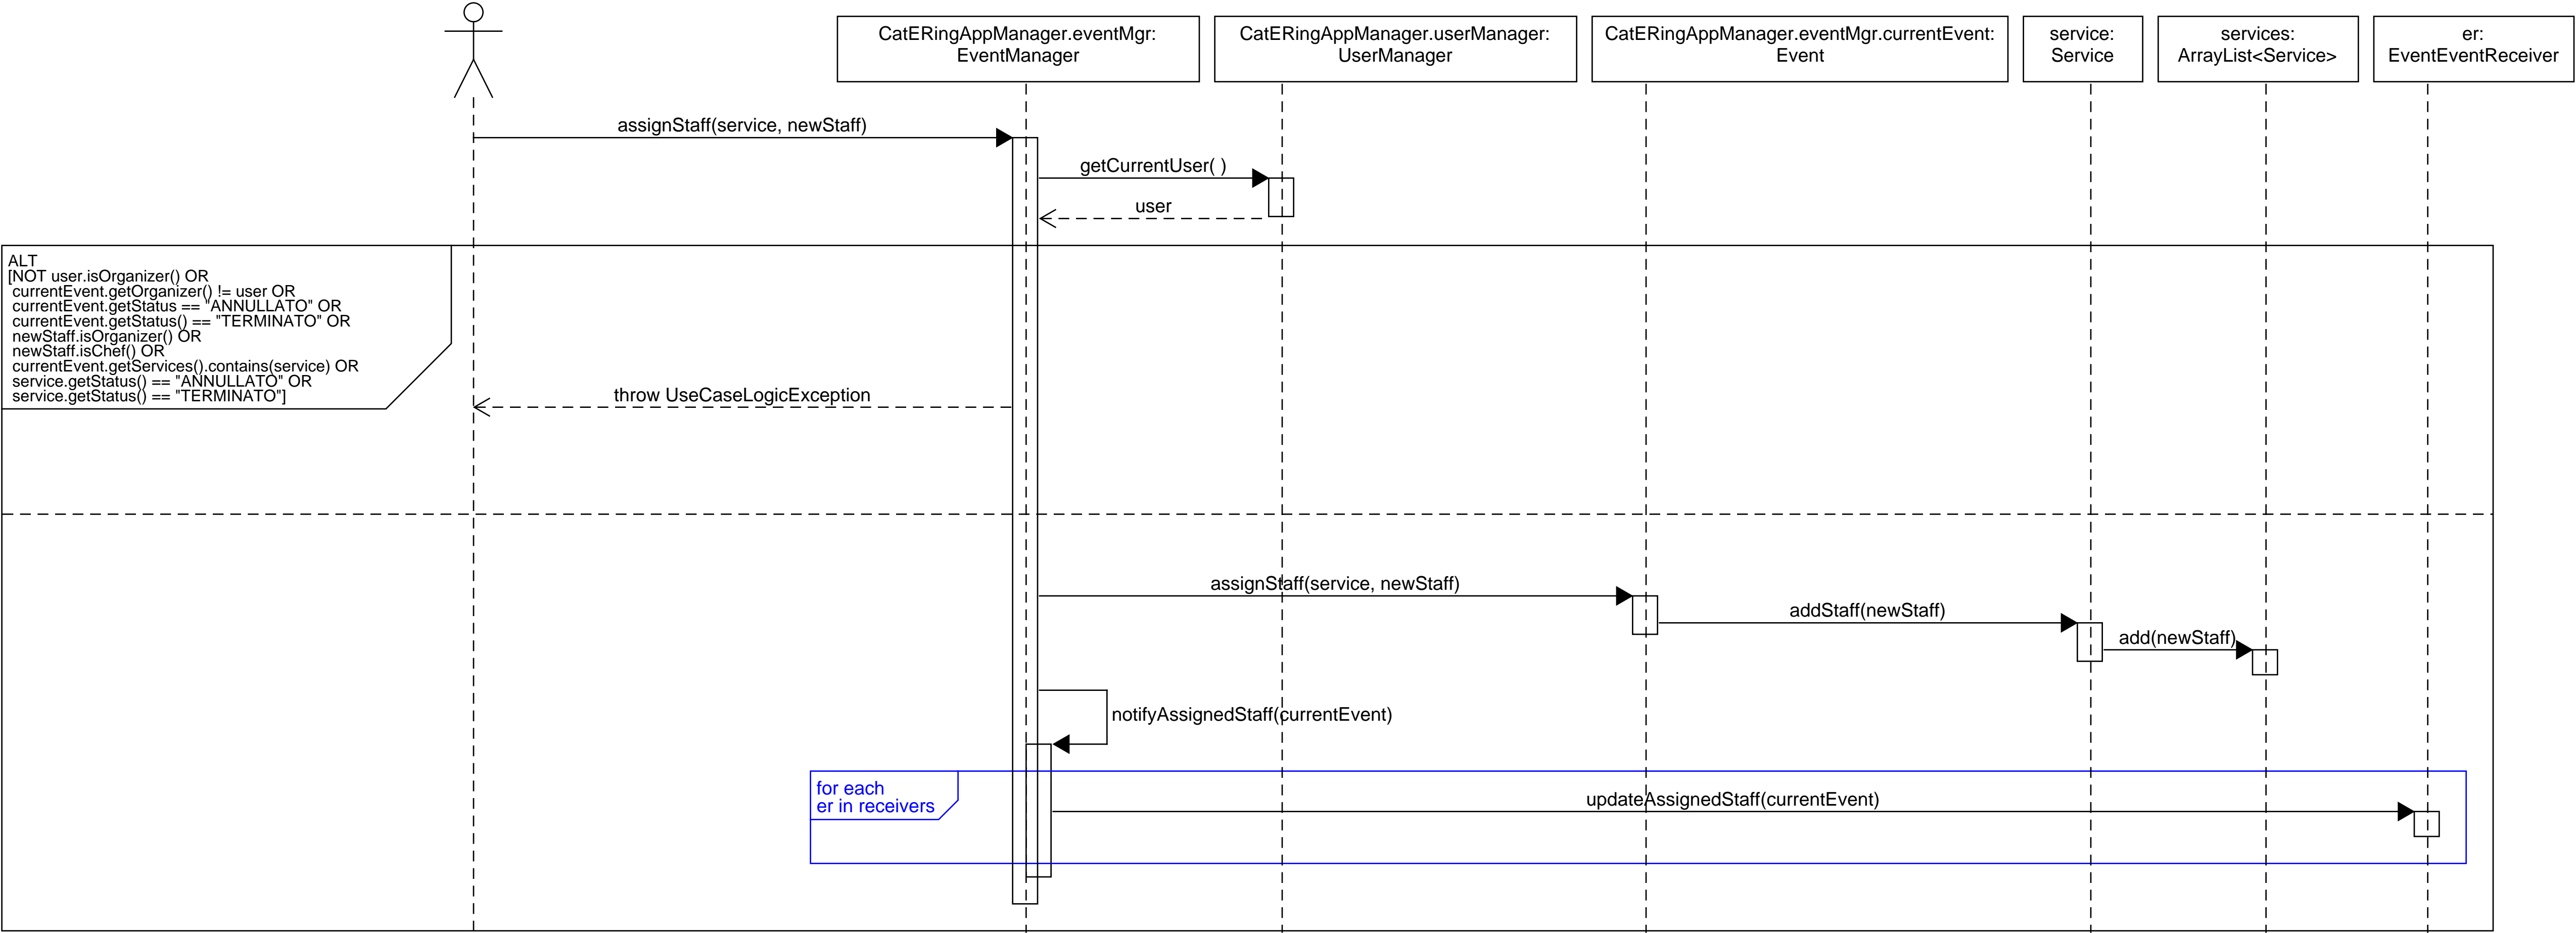 CatERingAppManager.eventMgr:
EventManager
CatERingAppManager.userManager:
UserManager
CatERingAppManager.eventMgr.currentEvent:
Event
service:
Service
services:
ArrayList<Service>
er:
EventEventReceiver
assignStaff(service, newStaff)
getCurrentUser( )
user
ALT
[NOT user.isOrganizer() OR
currentEvent.getOrganizer() != user OR
currentEvent.getStatus == "ANNULLATO" OR
currentEvent.getStatus() == "TERMINATO" OR
newStaff.isOrganizer() OR
newStaff.isChef() OR
currentEvent.getServices().contains(service) OR
service.getStatus() == "ANNULLATO" OR
service.getStatus() == "TERMINATO"]
throw UseCaseLogicException
assignStaff(service, newStaff)
addStaff(newStaff)
add(newStaff)
notifyAssignedStaff(currentEvent)
for each
er in receivers
updateAssignedStaff(currentEvent)